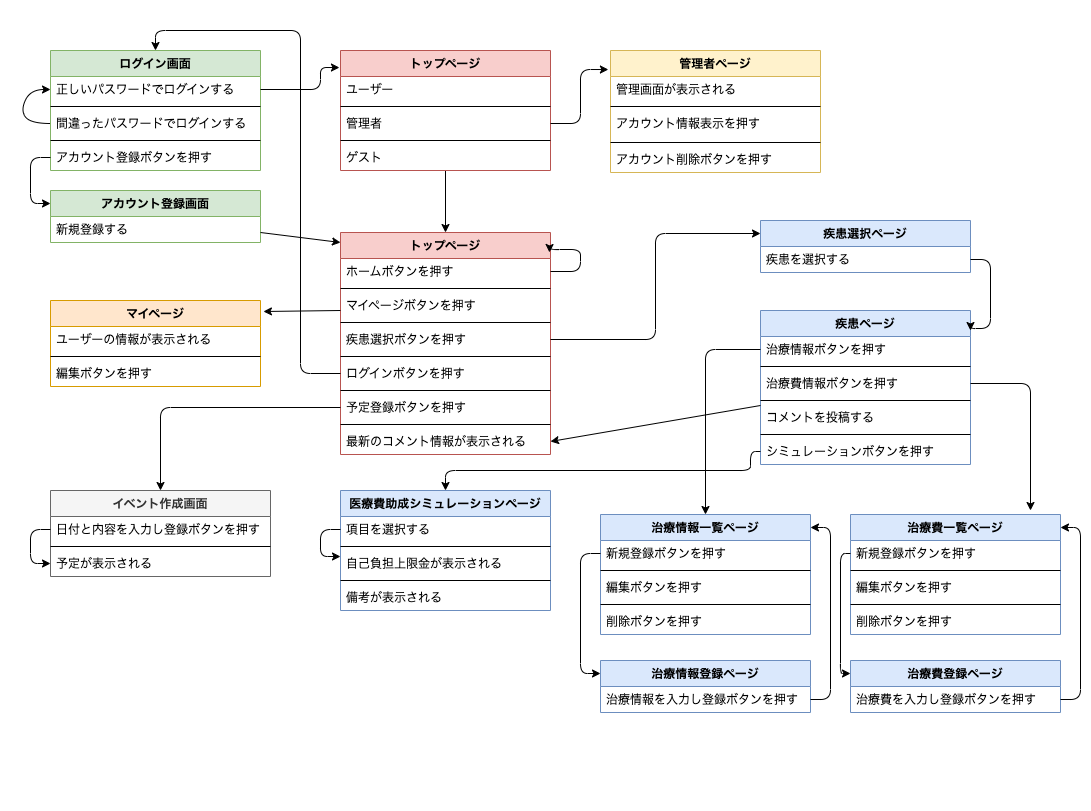 ログイン画面
正しいパスワードでログインする
間違ったパスワードでログインする
アカウント登録ボタンを押す
アカウント登録画面
新規登録する
トップページ
ユーザー
管理者
ゲスト
管理者ページ
管理画面が表示される
アカウント情報表示を押す
アカウント削除ボタンを押す
トップページ
ホームボタンを押す
マイページボタンを押す
疾患選択ボタンを押す
ログインボタンを押す
予定登録ボタンを押す
最新のコメント情報が表示される
マイページ
ユーザーの情報が表示される
編集ボタンを押す
疾患選択ページ
疾患を選択する
疾患ページ
治療情報ボタンを押す
治療費情報ボタンを押す
コメントを投稿する
シミュレーションボタンを押す
イベント作成画面
日付と内容を入力し登録ボタンを押す
予定が表示される
医療費助成シミュレーションページ
項目を選択する
自己負担上限金が表示される
備考が表示される
治療情報一覧ページ
新規登録ボタンを押す
編集ボタンを押す
削除ボタンを押す
治療費一覧ページ
新規登録ボタンを押す
編集ボタンを押す
削除ボタンを押す
治療情報登録ページ
治療情報を入力し登録ボタンを押す
治療費登録ページ
治療費を入力し登録ボタンを押す